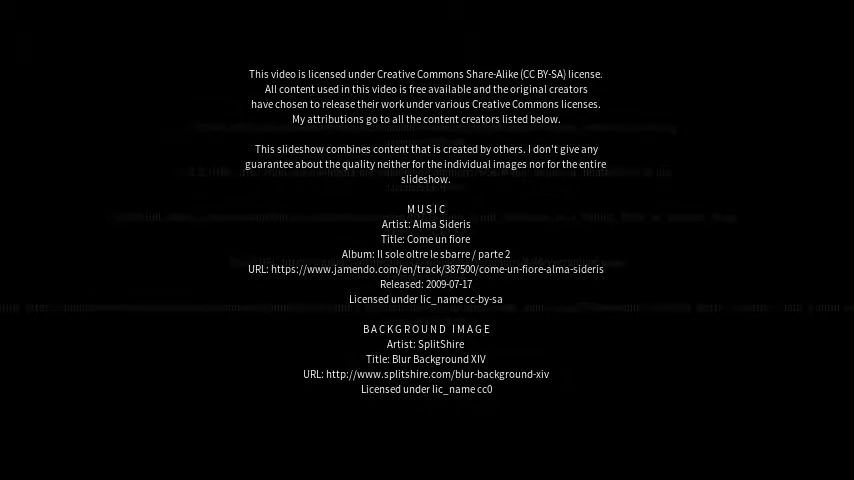 This video is licensed under Creative Commons Share-Alike (CC BY-SA) license.
All content used in this video is free available and the original creators
have chosen to release their work under various Creative Commons licenses.
My attributions go to all the content creators listed below.
This slideshow combines content that is created by others. I don't give any
guarantee about the quality neither for the individual images nor for the entire
slideshow.
MUSIC
Artist: Alma Sideris
Title: Come un fiore
Album: Il sole oltre le sbarre / parte 2
URL: https://www.jamendo.com/en/track/387500/come-un-fiore-alma-sideris
Released: 2009-07-17
Licensed under lic_name cc-by-sa
BACKGROUND IMAGE
Artist: SplitShire
Title: Blur Background XIV
URL: http://www.splitshire.com/blur-background-xiv
Licensed under lic_name cc0